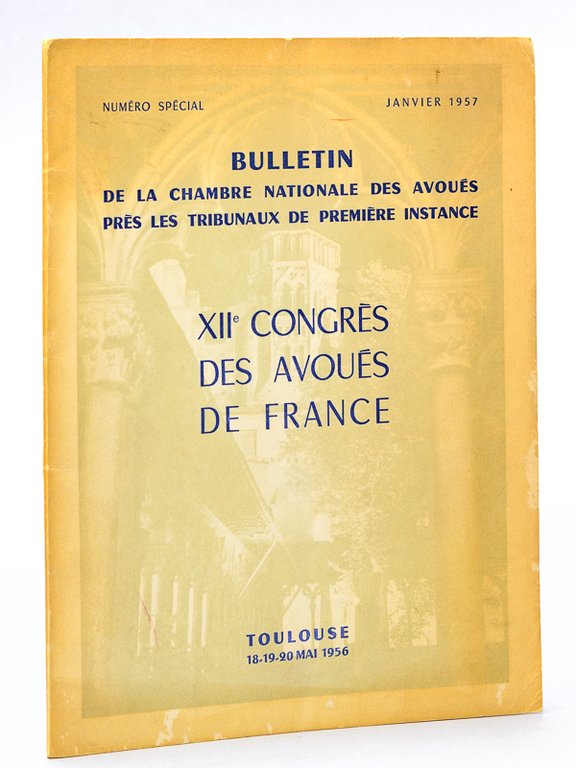 NUMÉRO SPÉCIAL
JANVIER 1957
BULLETIN
DE LA CHAMBRE NATIONALE DES AVOUÉS
PRÈS LES TRIBUNAUX DE PREMIÈRE INSTANCE
XIIe CONGRÈS
DES AVOUÉS
DE FRANCE
TOULOUSE
18-19-20 MAI 1956